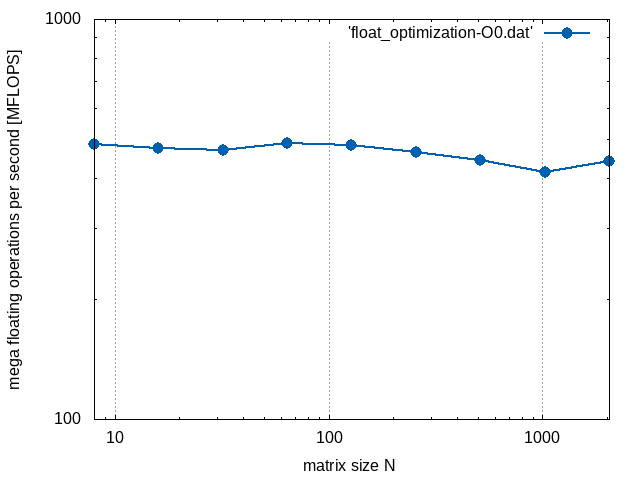 1000
'float_optimization-O0.dat'
mega floating operations per second [MFLOPS]
100
10 100 1000
matrix size N